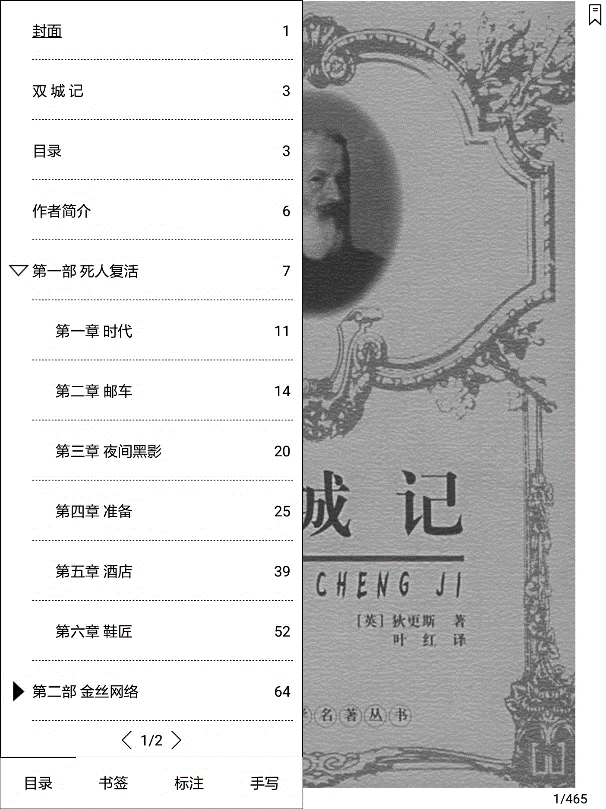 封面 1
双 城 记 3
目录 3
作者简介 6
第一部 死人复活 7
第一章 时代 11
第二章 邮车 14
第三章 夜间黑影 20
第四章 准备 25
第五章 酒店 39
第六章 鞋匠 52
第二部 金丝网络 64
1/2
目录 书签 标注 手写
城 记
CHENG JI
[英] 狄更斯 著
叶 红 译
学名著丛书
1/465